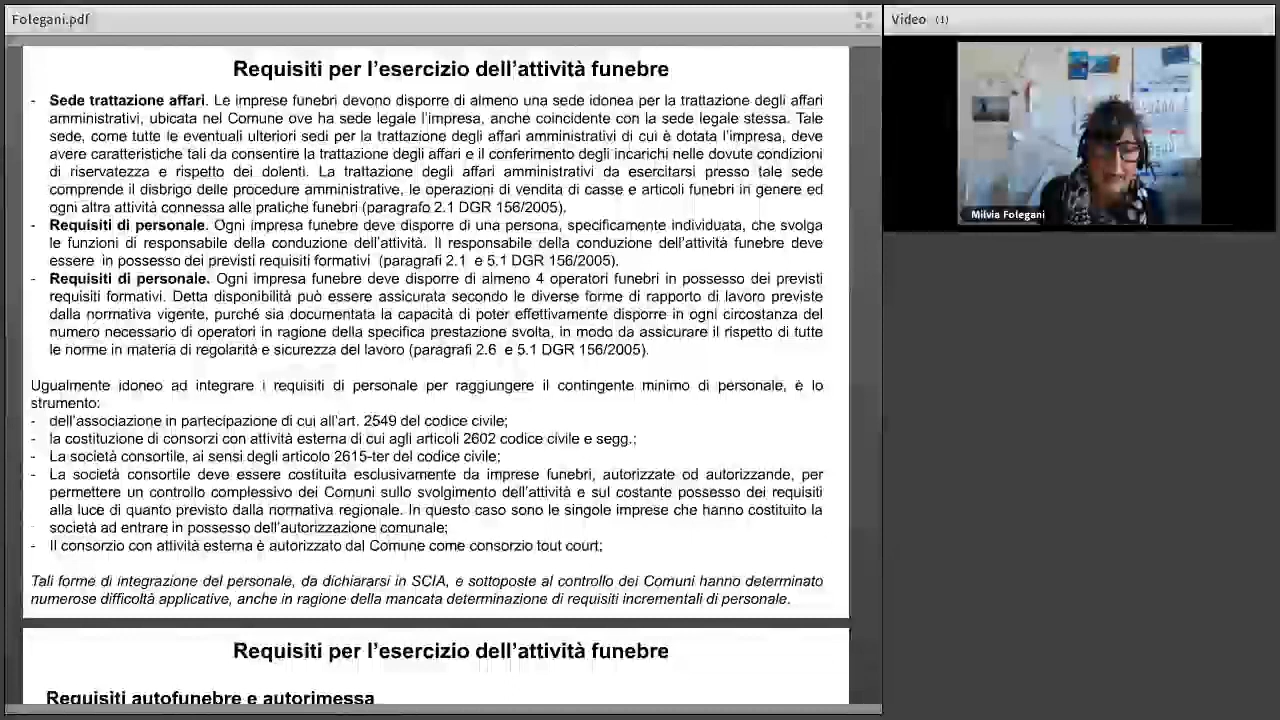 Folegani.pdf
Video (1)
Milvia Folegani
Requisiti per l’esercizio dell’attività funebre
- Sede trattazione affari. Le imprese funebri devono disporre di almeno una sede idonea per la trattazione degli affari
amministrativi, ubicata nel Comune ove ha sede legale l’impresa, anche coincidente con la sede legale stessa. Tale
sede, come tutte le eventuali ulteriori sedi per la trattazione degli affari amministrativi di cui è dotata l’impresa, deve
avere caratteristiche tali da consentire la trattazione degli affari e il conferimento degli incarichi nelle dovute condizioni
di riservatezza e rispetto dei dolenti. La trattazione degli affari amministrativi da esercitarsi presso tale sede
comprende il disbrigo delle procedure amministrative, le operazioni di vendita di casse e articoli funebri in genere ed
ogni altra attività connessa alle pratiche funebri (paragrafo 2.1 DGR 156/2005).
- Requisiti di personale. Ogni impresa funebre deve disporre di una persona, specificamente individuata, che svolga
le funzioni di responsabile della conduzione dell’attività. Il responsabile della conduzione dell’attività funebre deve
essere in possesso dei previsti requisiti formativi (paragrafi 2.1 e 5.1 DGR 156/2005).
- Requisiti di personale. Ogni impresa funebre deve disporre di almeno 4 operatori funebri in possesso dei previsti
requisiti formativi. Detta disponibilità può essere assicurata secondo le diverse forme di rapporto di lavoro previste
dalla normativa vigente, purché sia documentata la capacità di poter effettivamente disporre in ogni circostanza del
numero necessario di operatori in ragione della specifica prestazione svolta, in modo da assicurare il rispetto di tutte
le norme in materia di regolarità e sicurezza del lavoro (paragrafi 2.6 e 5.1 DGR 156/2005).
Ugualmente idoneo ad integrare i requisiti di personale per raggiungere il contingente minimo di personale, è lo
strumento:
- dell’associazione in partecipazione di cui all’art. 2549 del codice civile;
- la costituzione di consorzi con attività esterna di cui agli articoli 2602 codice civile e segg.;
- La società consortile, ai sensi degli articolo 2615-ter del codice civile;
- La società consortile deve essere costituita esclusivamente da imprese funebri, autorizzate od autorizzande, per
permettere un controllo complessivo dei Comuni sullo svolgimento dell’attività e sul costante possesso dei requisiti
alla luce di quanto previsto dalla normativa regionale. In questo caso sono le singole imprese che hanno costituito la
- società ad entrare in possesso dell’autorizzazione comunale;
- Il consorzio con attività esterna è autorizzato dal Comune come consorzio tout court;
Tali forme di integrazione del personale, da dichiararsi in SCIA, e sottoposte al controllo dei Comuni hanno determinato
numerose difficoltà applicative, anche in ragione della mancata determinazione di requisiti incrementali di personale.
Requisiti per l’esercizio dell’attività funebre
Requisiti autofunebre e autorimessa